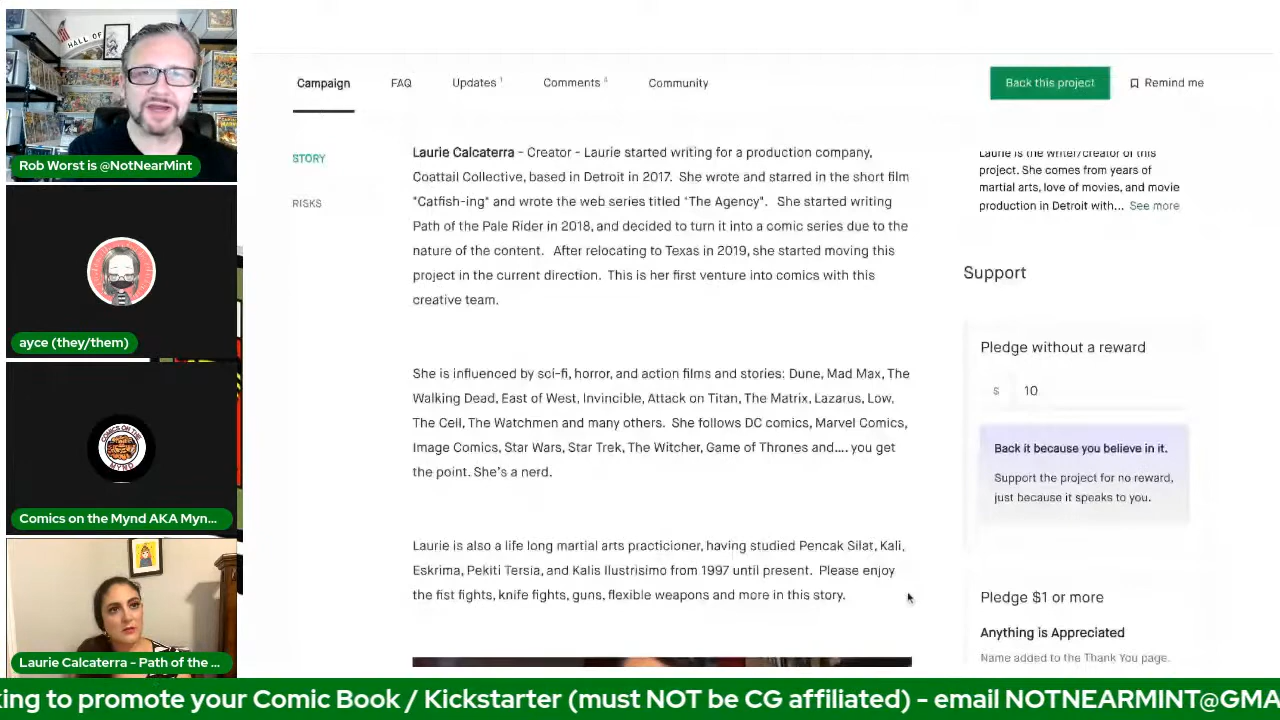 HALL OF
Rob Worst is @NotNearMint
ayce (they/them)
COMICS ON THE
MYND
Comics on the Mynd AKA Myn...
Laurie Calcaterra - Path of the ...
Campaign
FAQ
Updates 1
Comments
Community
Back this project
Remind me
STORY
RISKS
Laurie Calcaterra - Creator - Laurie started writing for a production company,
Coattail Collective, based in Detroit in 2017. She wrote and starred in the short film
"Catfish-ing" and wrote the web series titled "The Agency". She started writing
Path of the Pale Rider in 2018, and decided to turn it into a comic series due to the
nature of the content. After relocating to Texas in 2019, she started moving this
project in the current direction. This is her first venture into comics with this
creative team.
She is influenced by sci-fi, horror, and action films and stories: Dune, Mad Max, The
Walking Dead, East of West, Invincible, Attack on Titan, The Matrix, Lazarus, Low,
The Cell, The Watchmen and many others. She follows DC comics, Marvel Comics,
Image Comics, Star Wars, Star Trek, The Witcher, Game of Thrones and.... you get
the point. She's a nerd.
Laurie is also a life long martial arts practicioner, having studied Pencak Silat, Kali,
Eskrima, Pekiti Tersia, and Kalis Ilustrisimo from 1997 until present. Please enjoy
the fist fights, knife fights, guns, flexible weapons and more in this story.
Laurie is the writer/creator of this
project. She comes from years of
martial arts, love of movies, and movie
production in Detroit with... See more
Support
Pledge without a reward
$ 10
Back it because you believe in it.
Support the project for no reward,
just because it speaks to you.
Pledge $1 or more
Anything is Appreciated
Name added to the Thank You page.
king to promote your Comic Book / Kickstarter (must NOT be CG affiliated) - email NOTNEARMINT@GMA